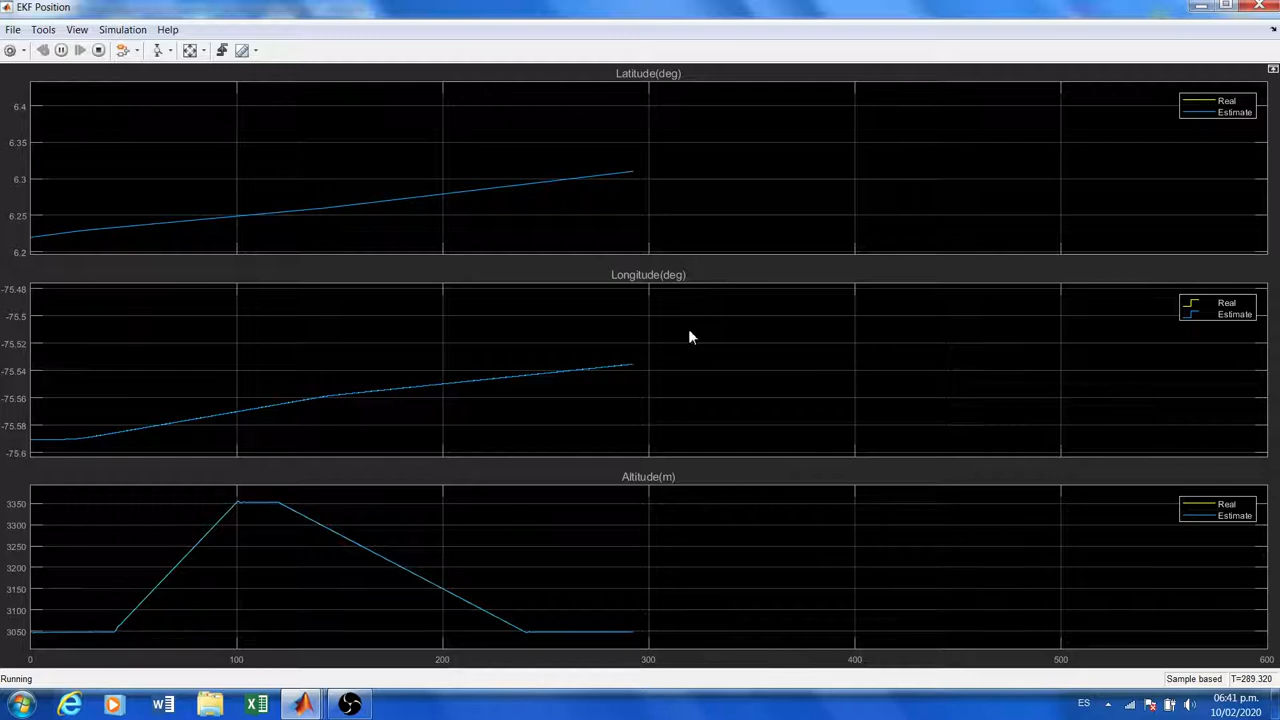 EKF Position
File Tools View Simulation Help
Latitude(deg)
6.4
6.35
6.3
6.25
6.2
Real
Estimate
Longitude(deg)
-75.48
-75.5
-75.52
-75.54
-75.56
-75.58
-75.6
Real
Estimate
Altitude(m)
3350
3300
3250
3200
3150
3100
3050
Real
Estimate
0 100 200 300 400 500 600
Running Sample based T=289.320
ES 06:41 p.m.
10/02/2020